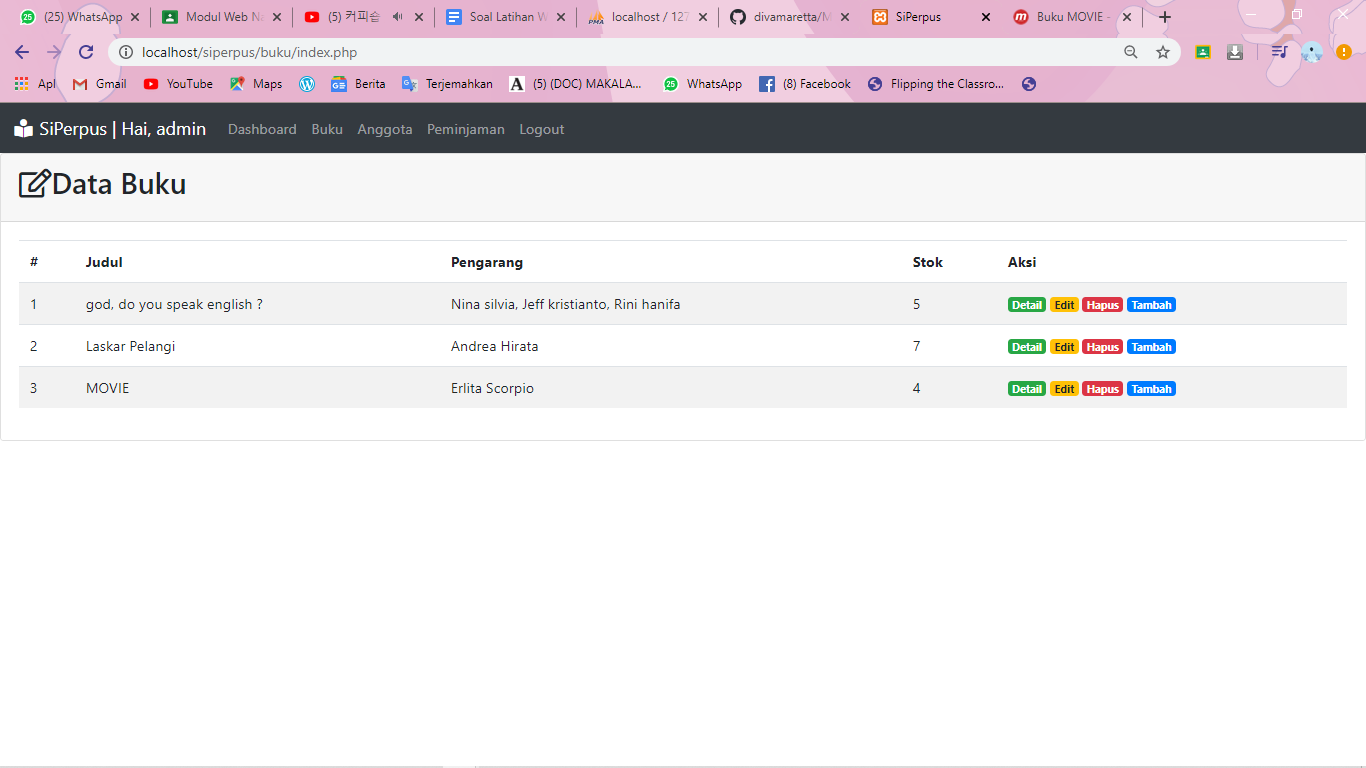 (25) WhatsApp
Modul Web Na
(5) 커피숍
Soal Latihan W
localhost / 127
divamaretta/M
SiPerpus
Buku MOVIE -
localhost/siperpus/buku/index.php
Apl
Gmail
YouTube
Maps
Berita
Terjemahkan
(5) (DOC) MAKALA...
WhatsApp
(8) Facebook
Flipping the Classro...
SiPerpus | Hai, admin Dashboard Buku Anggota Peminjaman Logout
Data Buku
# Judul Pengarang Stok Aksi
1 god, do you speak english ? Nina silvia, Jeff kristianto, Rini hanifa 5 Detail Edit Hapus Tambah
2 Laskar Pelangi Andrea Hirata 7 Detail Edit Hapus Tambah
3 MOVIE Erlita Scorpio 4 Detail Edit Hapus Tambah